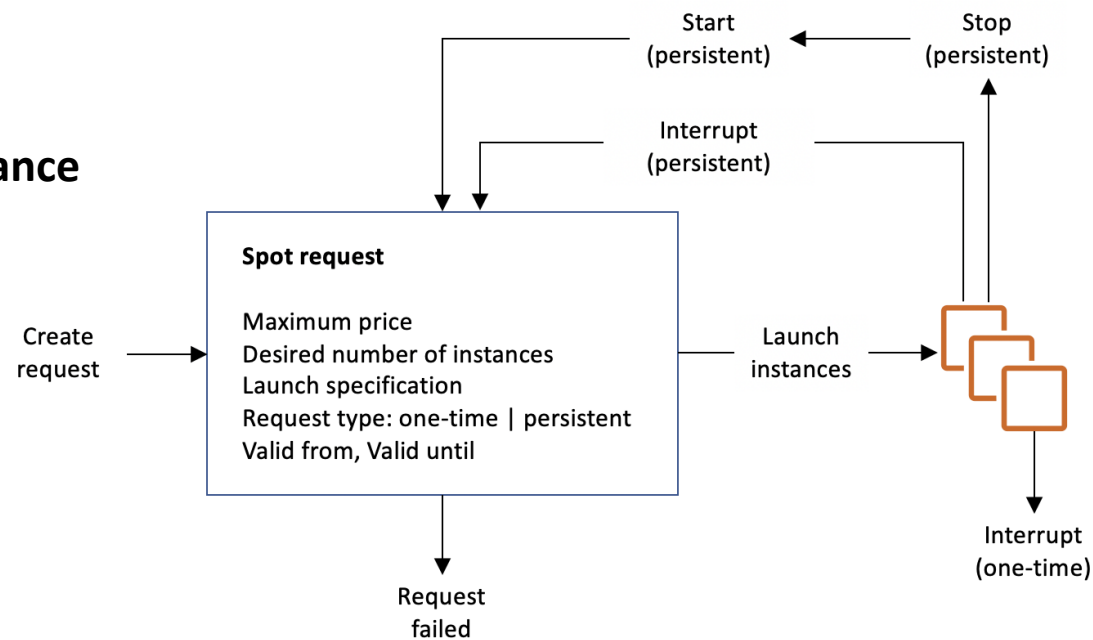 Start
(persistent)
Stop
(persistent)
Interrupt
(persistent)
ance
Spot request
Maximum price
Desired number of instances
Launch specification
Request type: one-time | persistent
Valid from, Valid until
Create
request
Launch
instances
Interrupt
(one-time)
Request
failed